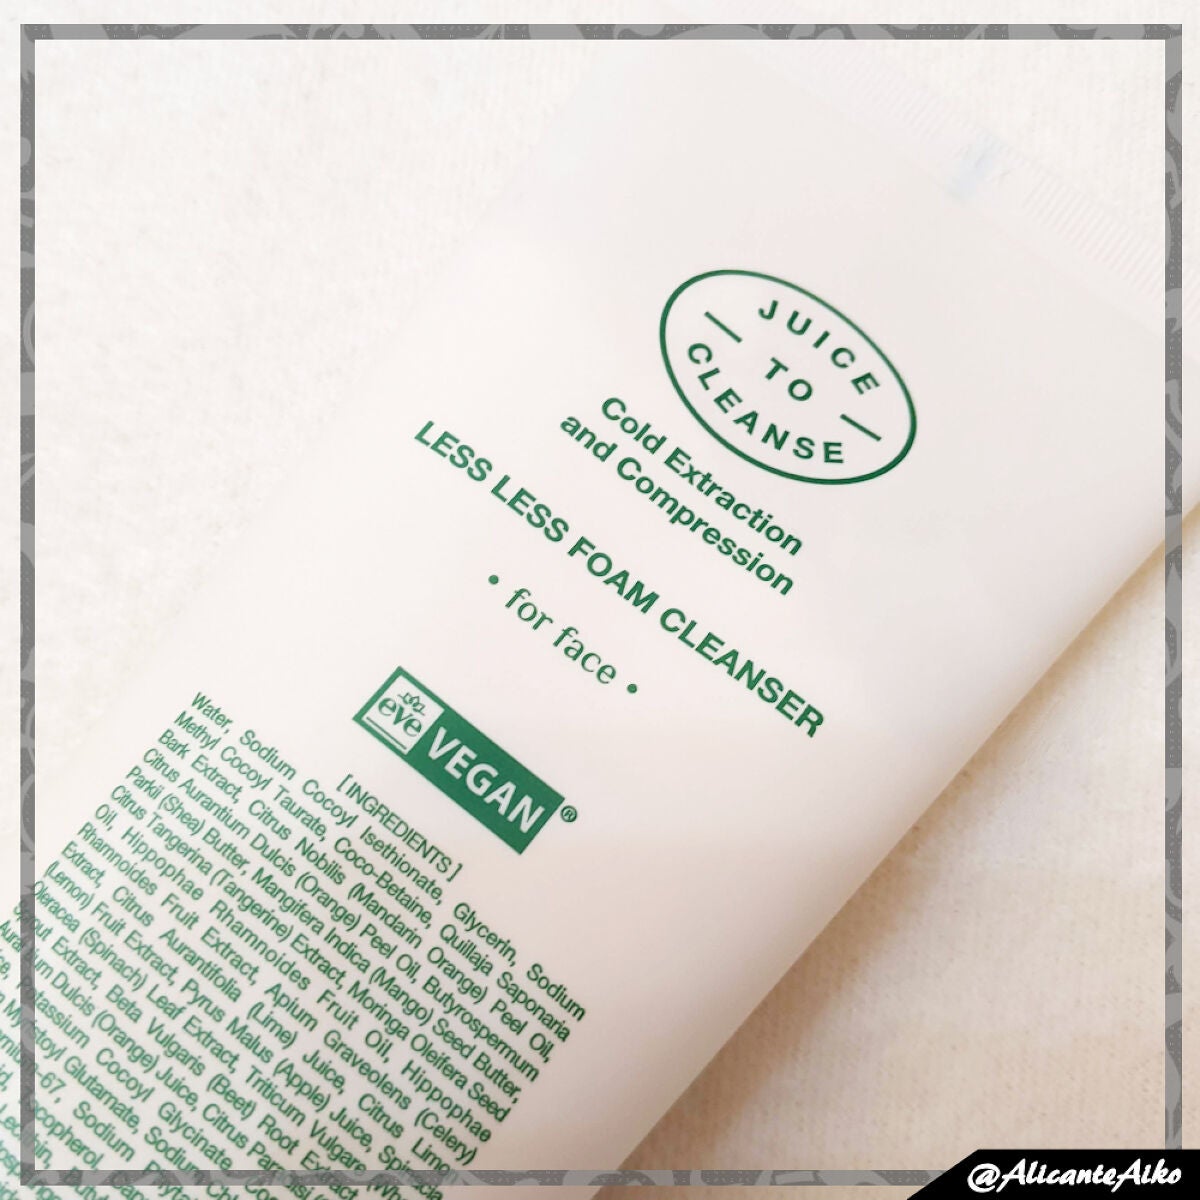 JUICE
TO
CLEANSE
Cold Extraction
and Compression
LESS LESS FOAM CLEANSER
• for face •
eve VEGAN®
[ INGREDIENTS ]
Water, Sodium Cocoyl Isethionate, Glycerin, Sodium
Methyl Cocoyl Taurate, Coco-Betaine, Quillaja Saponaria
Bark Extract, Citrus Nobilis (Mandarin Orange) Peel Oil,
Citrus Aurantium Dulcis (Orange) Peel Oil, Butyrospermum
Parkii (Shea) Butter, Mangifera Indica (Mango) Seed Butter,
Citrus Tangerina (Tangerine) Extract, Moringa Oleifera Seed
Oil, Hippophae Rhamnoides Fruit Oil, Hippophae
Rhamnoides Fruit Extract, Apium Graveolens (Celery)
Extract, Citrus Aurantifolia (Lime) Juice, Citrus Limon
(Lemon) Fruit Extract, Pyrus Malus (Apple) Juice,
Oleracea (Spinach) Leaf Extract, Triticum Vulgare
Extract, Beta Vulgaris (Beet) Root Extract
Dulcis (Orange) Juice, Citrus
Potassium Cocoyl Glycinate
Glutamate, Sodium
-67, Sodium
@AlicanteAiko